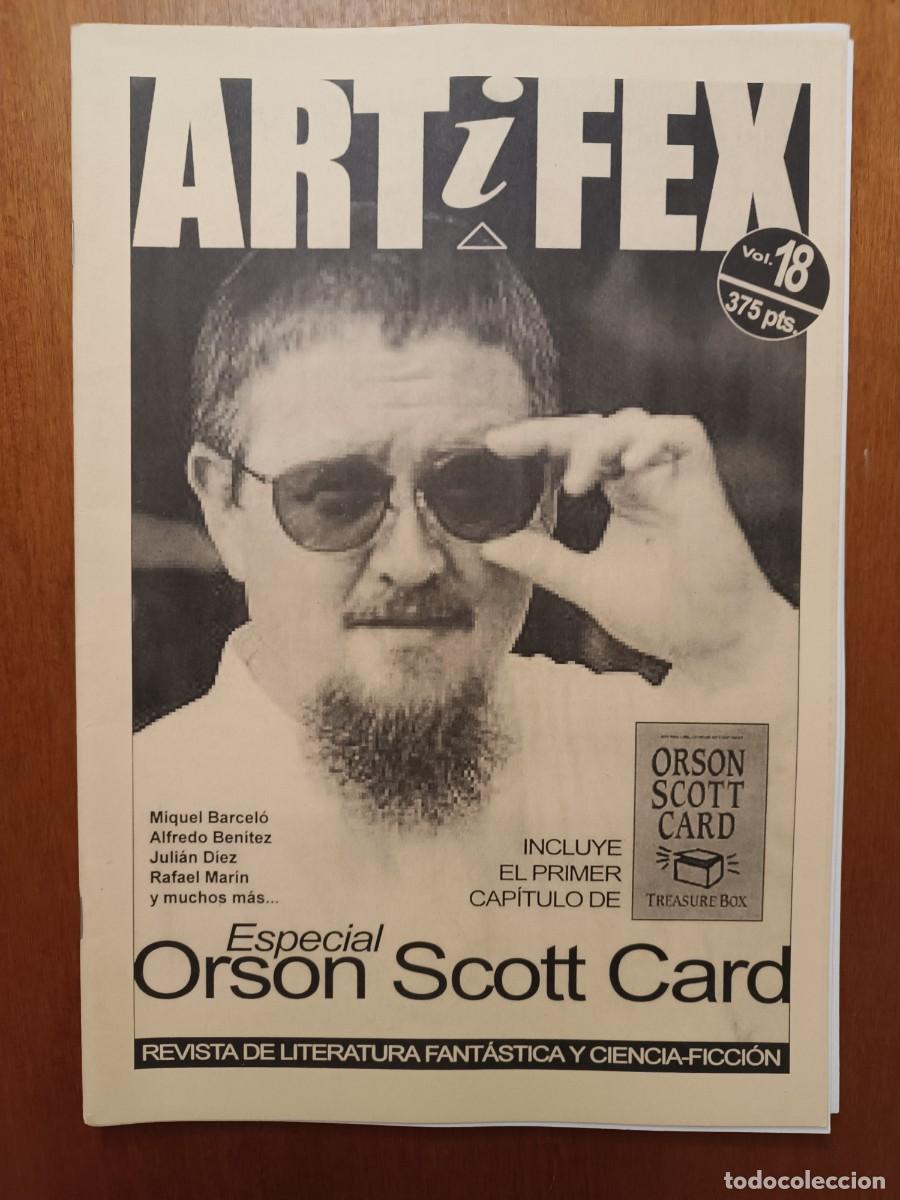 ARTiFEX
Vol. 18
375 pts.
Miquel Barceló
Alfredo Benítez
Julián Díez
Rafael Marín
y muchos más...
INCLUYE
EL PRIMER
CAPÍTULO DE
ORSON
SCOTT
CARD
TREASURE BOX
Especial
Orson Scott Card
REVISTA DE LITERATURA FANTÁSTICA Y CIENCIA-FICCIÓN
todocoleccion